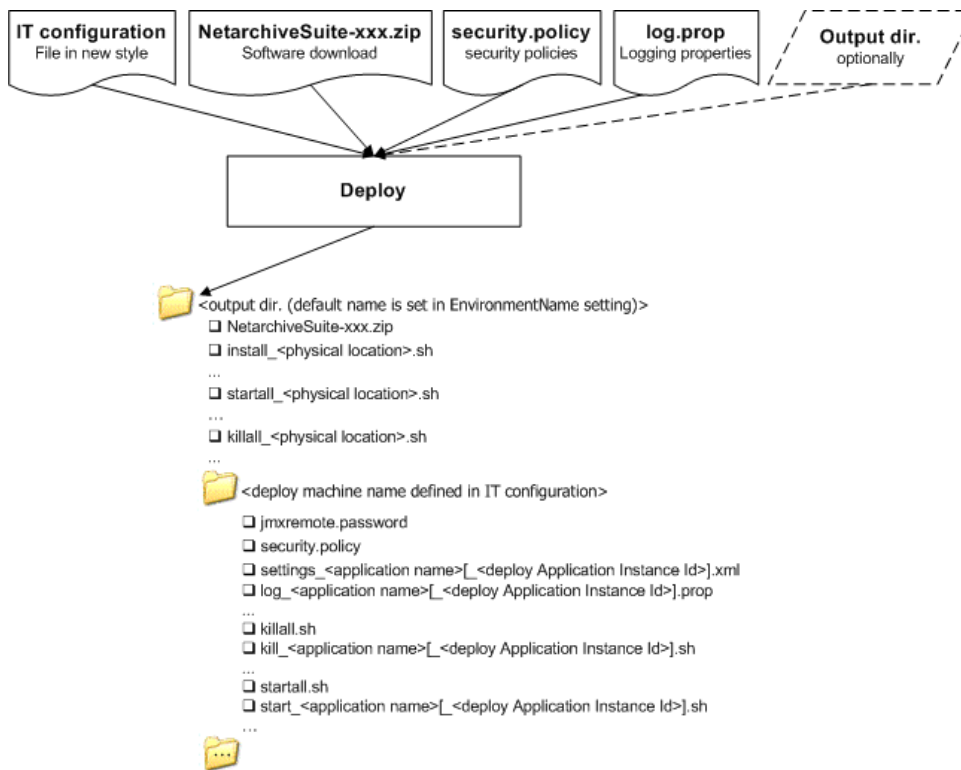 IT configuration
File in new style
NetarchiveSuite-xxx.zip
Software download
security.policy
security policies
log.prop
Logging properties
Output dir.
optionally
Deploy
<output dir. (default name is set in EnvironmentName setting)>
NetarchiveSuite-xxx.zip
install_<physical location>.sh
...
startall_<physical location>.sh
...
killall_<physical location>.sh
...
<deploy machine name defined in IT configuration>
jmxremote.password
security.policy
settings_<application name>[_<deploy Application Instance Id>].xml
log_<application name>[_<deploy Application Instance Id>].prop
...
killall.sh
kill_<application name>[_<deploy Application Instance Id>].sh
...
startall.sh
start_<application name>[_<deploy Application Instance Id>].sh
...
...